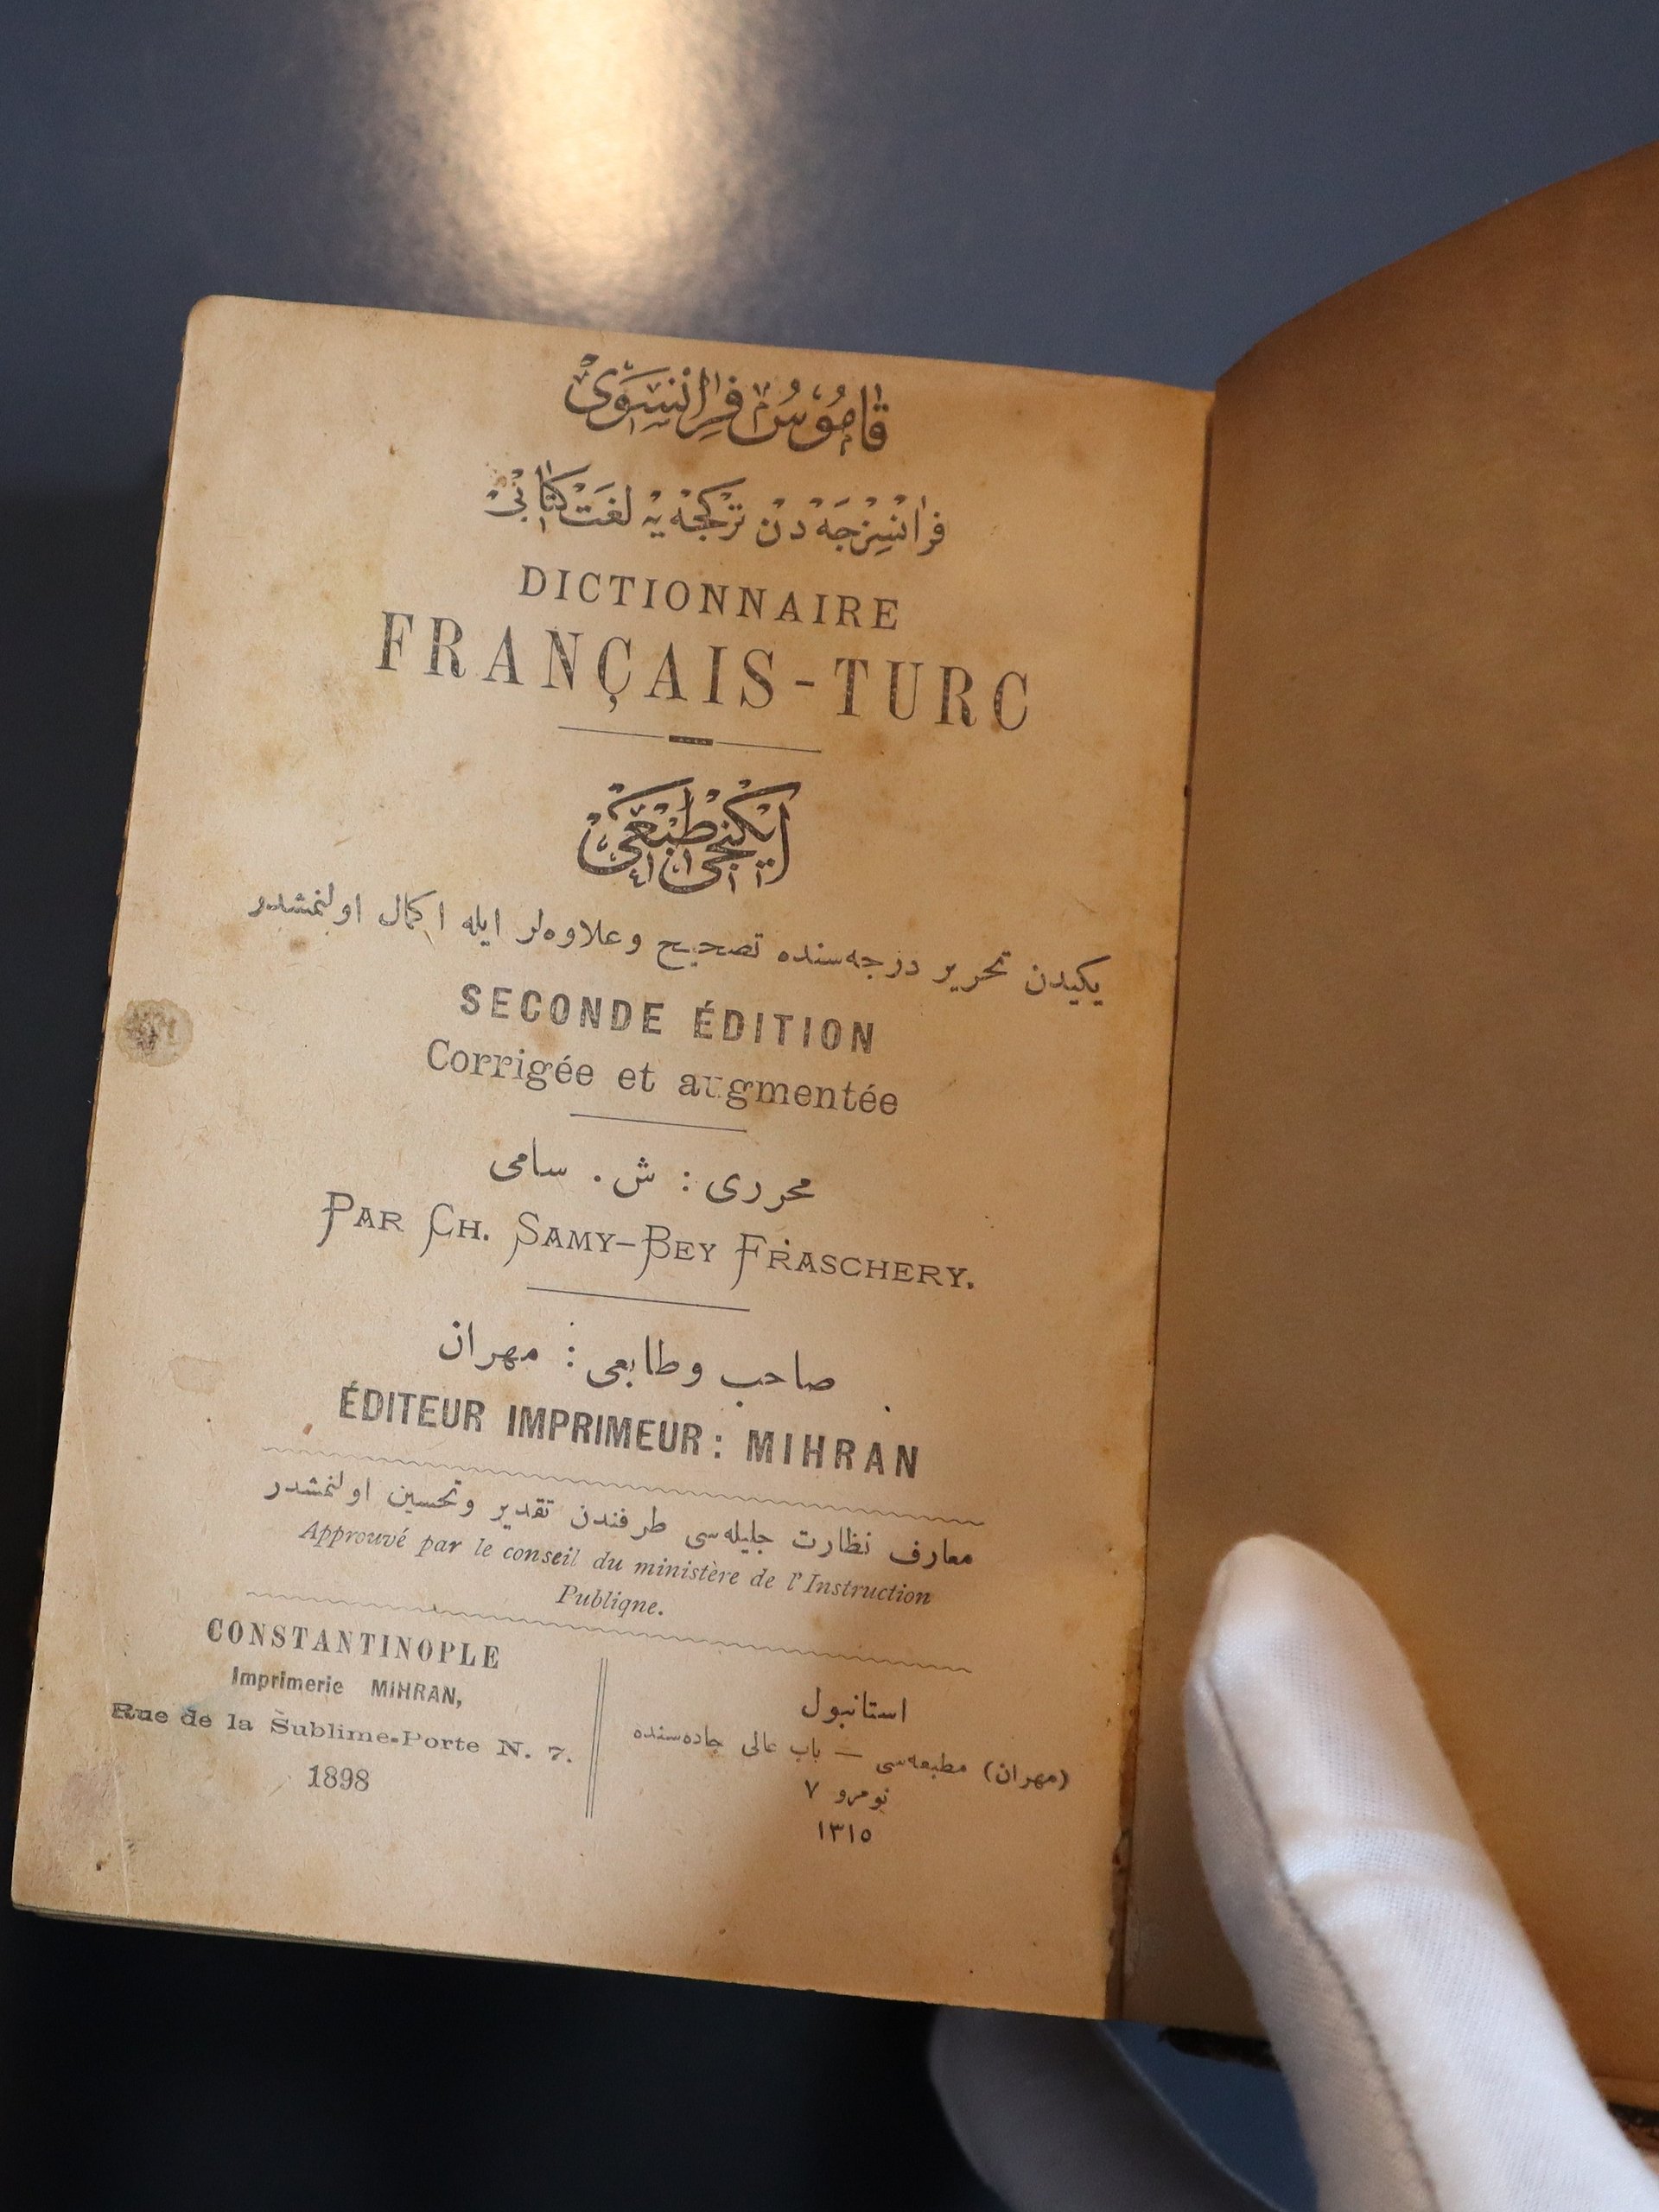 قاموس فرانسوی
فرانسزجه‌دن ترکجه‌یه لغت کتابی
DICTIONNAIRE
FRANÇAIS-TURC
ایکنجی طبعی
یکیدن تحریر درجه‌سنده تصحیح وعلاوه‌لر ایله اکمال اولنمشدر
SECONDE ÉDITION
Corrigée et augmentée
محرری : ش . سامی
PAR CH. SAMY-BEY FRASCHERY.
صاحب وطابعی : مهران
ÉDITEUR IMPRIMEUR : MIHRAN
معارف نظارت جلیله‌سی طرفندن تقدیر وتحسین اولنمشدر
Approuvé par le conseil du ministère de l'Instruction
Publique.
CONSTANTINOPLE
Imprimerie MIHRAN,
Rue de la Sublime-Porte N. 7.
1898
استانبول
(مهران) مطبعه‌سی — باب عالی جاده‌سنده
نومرو ٧
١٣١٥